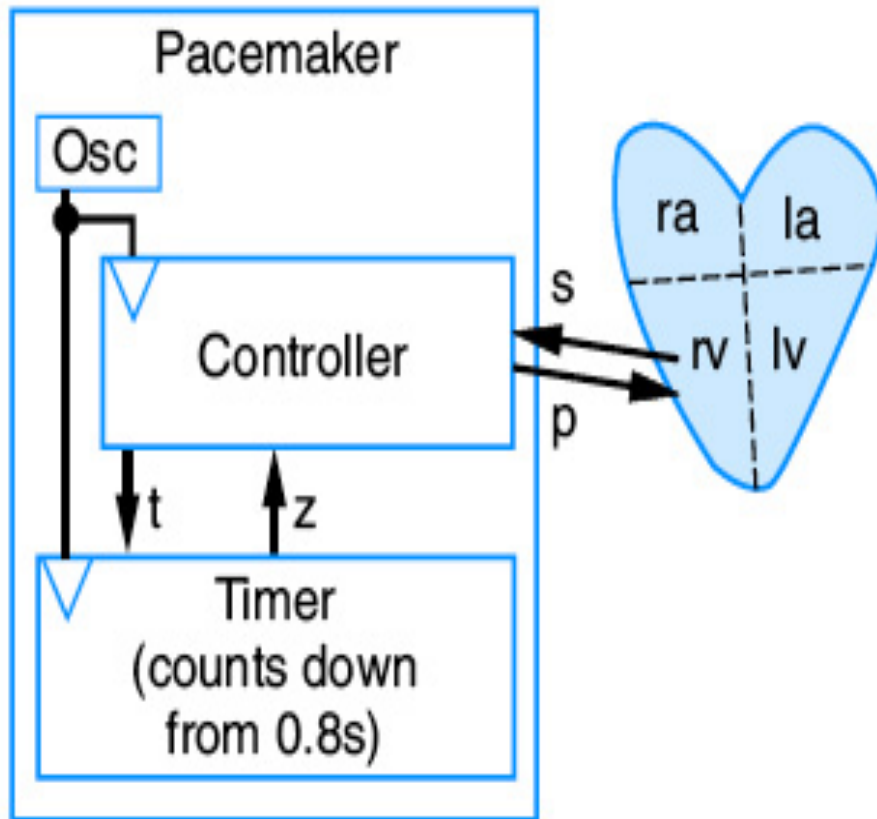 Pacemaker
Osc
ra
la
s
Controller
rv
lv
p
t
z
Timer
(counts down
from 0.8s)